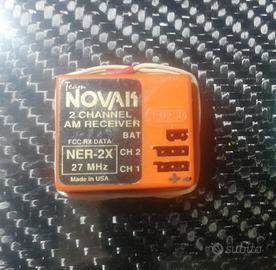 Team
NOVAK
2 CHANNEL
AM RECEIVER
BAT
FCC RX DATA
NER-2X
CH 2
27 MHz
CH 1
Made in USA
subito